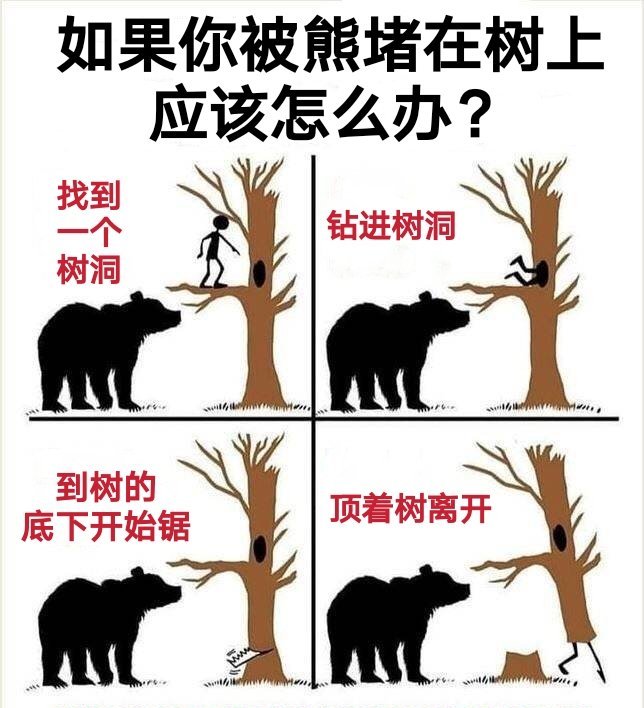 如果你被熊堵在树上
应该怎么办？
找到
一个
树洞
钻进树洞
到树的
底下开始锯
顶着树离开